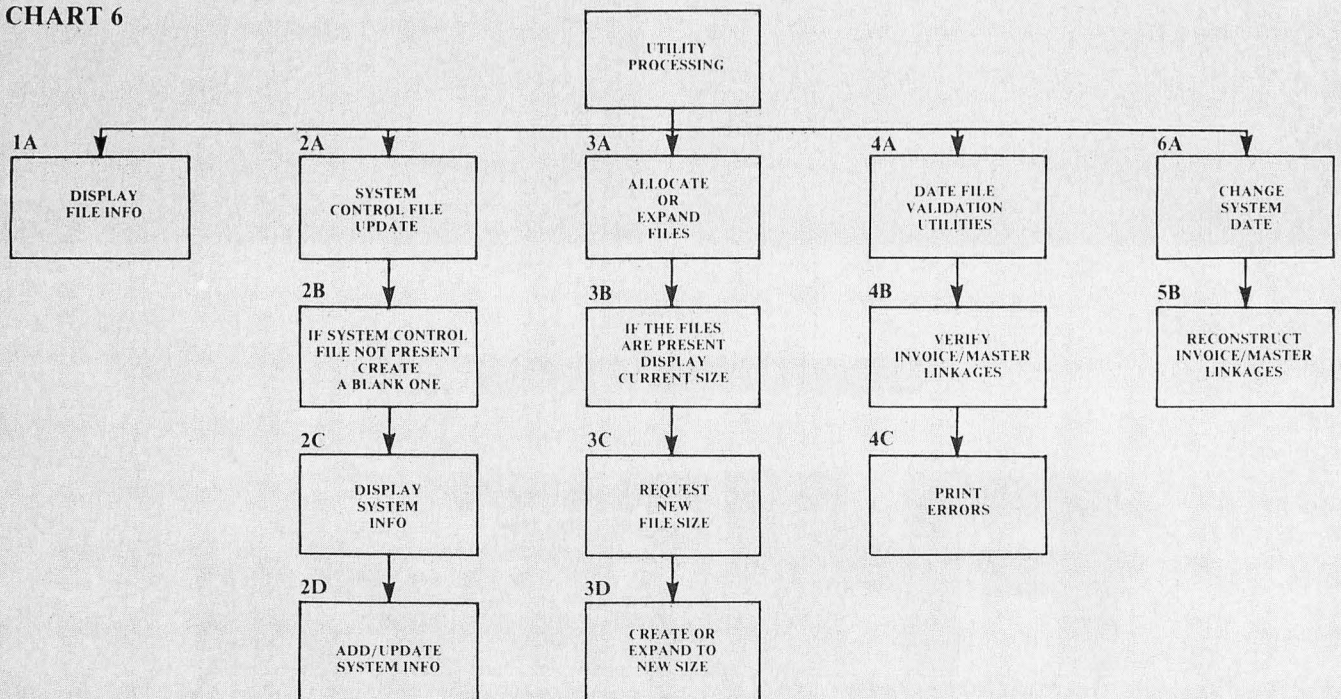 CHART 6
UTILITY
PROCESSING
1A
DISPLAY
FILE INFO
2A
SYSTEM
CONTROL FILE
UPDATE
3A
ALLOCATE
OR
EXPAND
FILES
4A
DATE FILE
VALIDATION
UTILITIES
6A
CHANGE
SYSTEM
DATE
2B
IF SYSTEM CONTROL
FILE NOT PRESENT
CREATE
A BLANK ONE
3B
IF THE FILES
ARE PRESENT
DISPLAY
CURRENT SIZE
4B
VERIFY
INVOICE/MASTER
LINKAGES
5B
RECONSTRUCT
INVOICE/MASTER
LINKAGES
2C
DISPLAY
SYSTEM
INFO
3C
REQUEST
NEW
FILE SIZE
4C
PRINT
ERRORS
2D
ADD/UPDATE
SYSTEM INFO
3D
CREATE OR
EXPAND TO
NEW SIZE